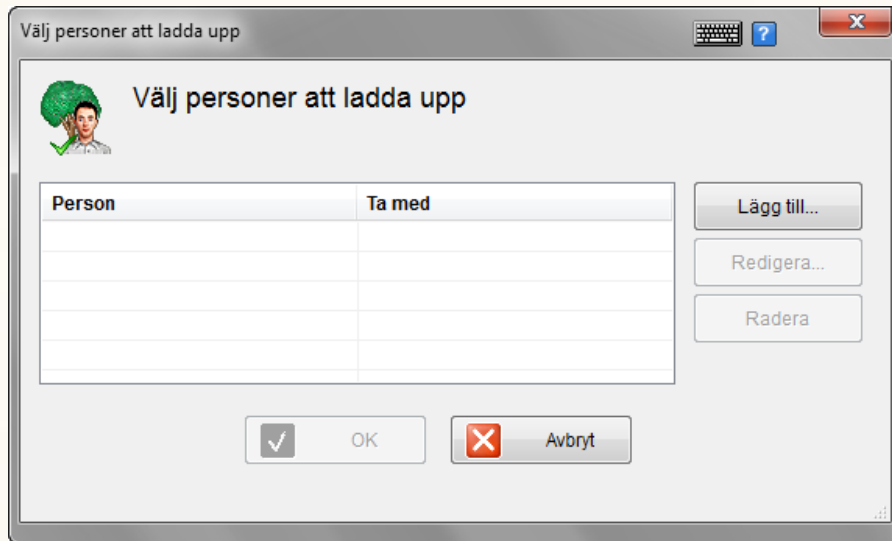 Välj personer att ladda upp
?
Välj personer att ladda upp
Person Ta med
Lägg till...
Redigera...
Radera
OK Avbryt